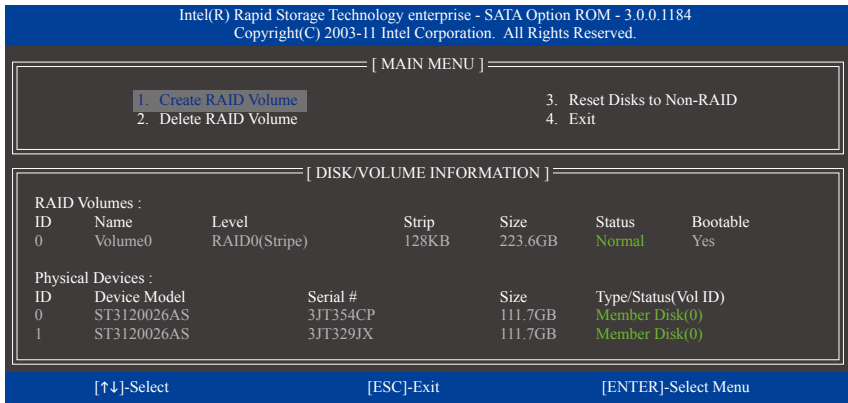 Intel(R) Rapid Storage Technology enterprise - SATA Option ROM - 3.0.0.1184
Copyright(C) 2003-11 Intel Corporation.  All Rights Reserved.
[ MAIN MENU ]
1. Create RAID Volume 3. Reset Disks to Non-RAID
2. Delete RAID Volume 4. Exit
[ DISK/VOLUME INFORMATION ]
RAID Volumes :
ID Name Level Strip Size Status Bootable
0 Volume0 RAID0(Stripe) 128KB 223.6GB Normal Yes
Physical Devices :
ID Device Model Serial # Size Type/Status(Vol ID)
0 ST3120026AS 3JT354CP 111.7GB Member Disk(0)
1 ST3120026AS 3JT329JX 111.7GB Member Disk(0)
[↑↓]-Select [ESC]-Exit [ENTER]-Select Menu